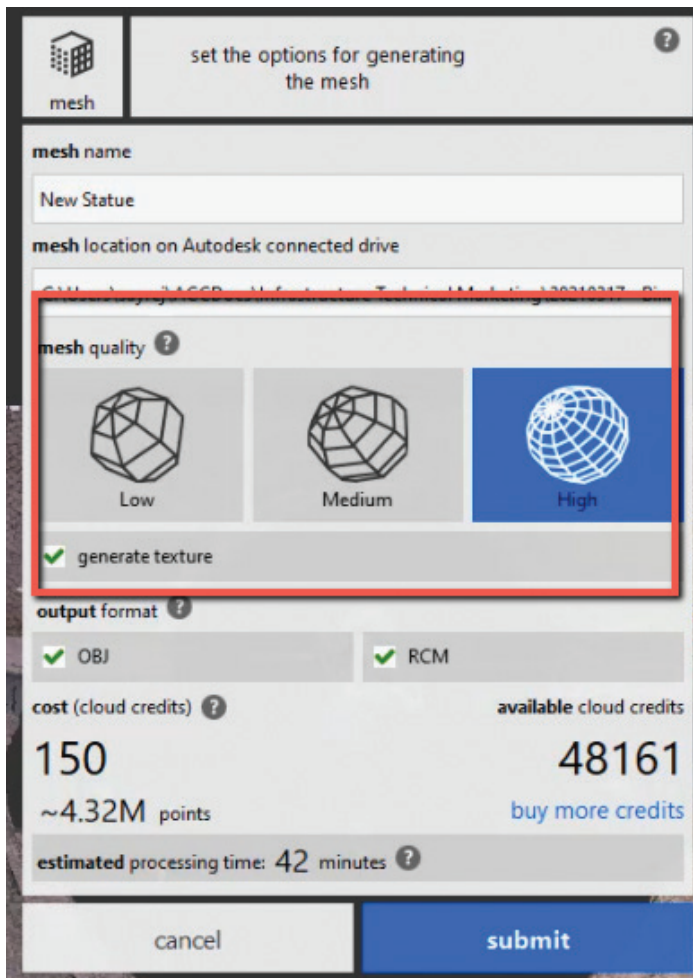 mesh
set the options for generating
the mesh
?
mesh name
New Statue
mesh location on Autodesk connected drive
mesh quality ?
Low Medium High
generate texture
output format ?
OBJ RCM
cost (cloud credits) ? available cloud credits
150 48161
~4.32M points buy more credits
estimated processing time: 42 minutes ?
cancel submit